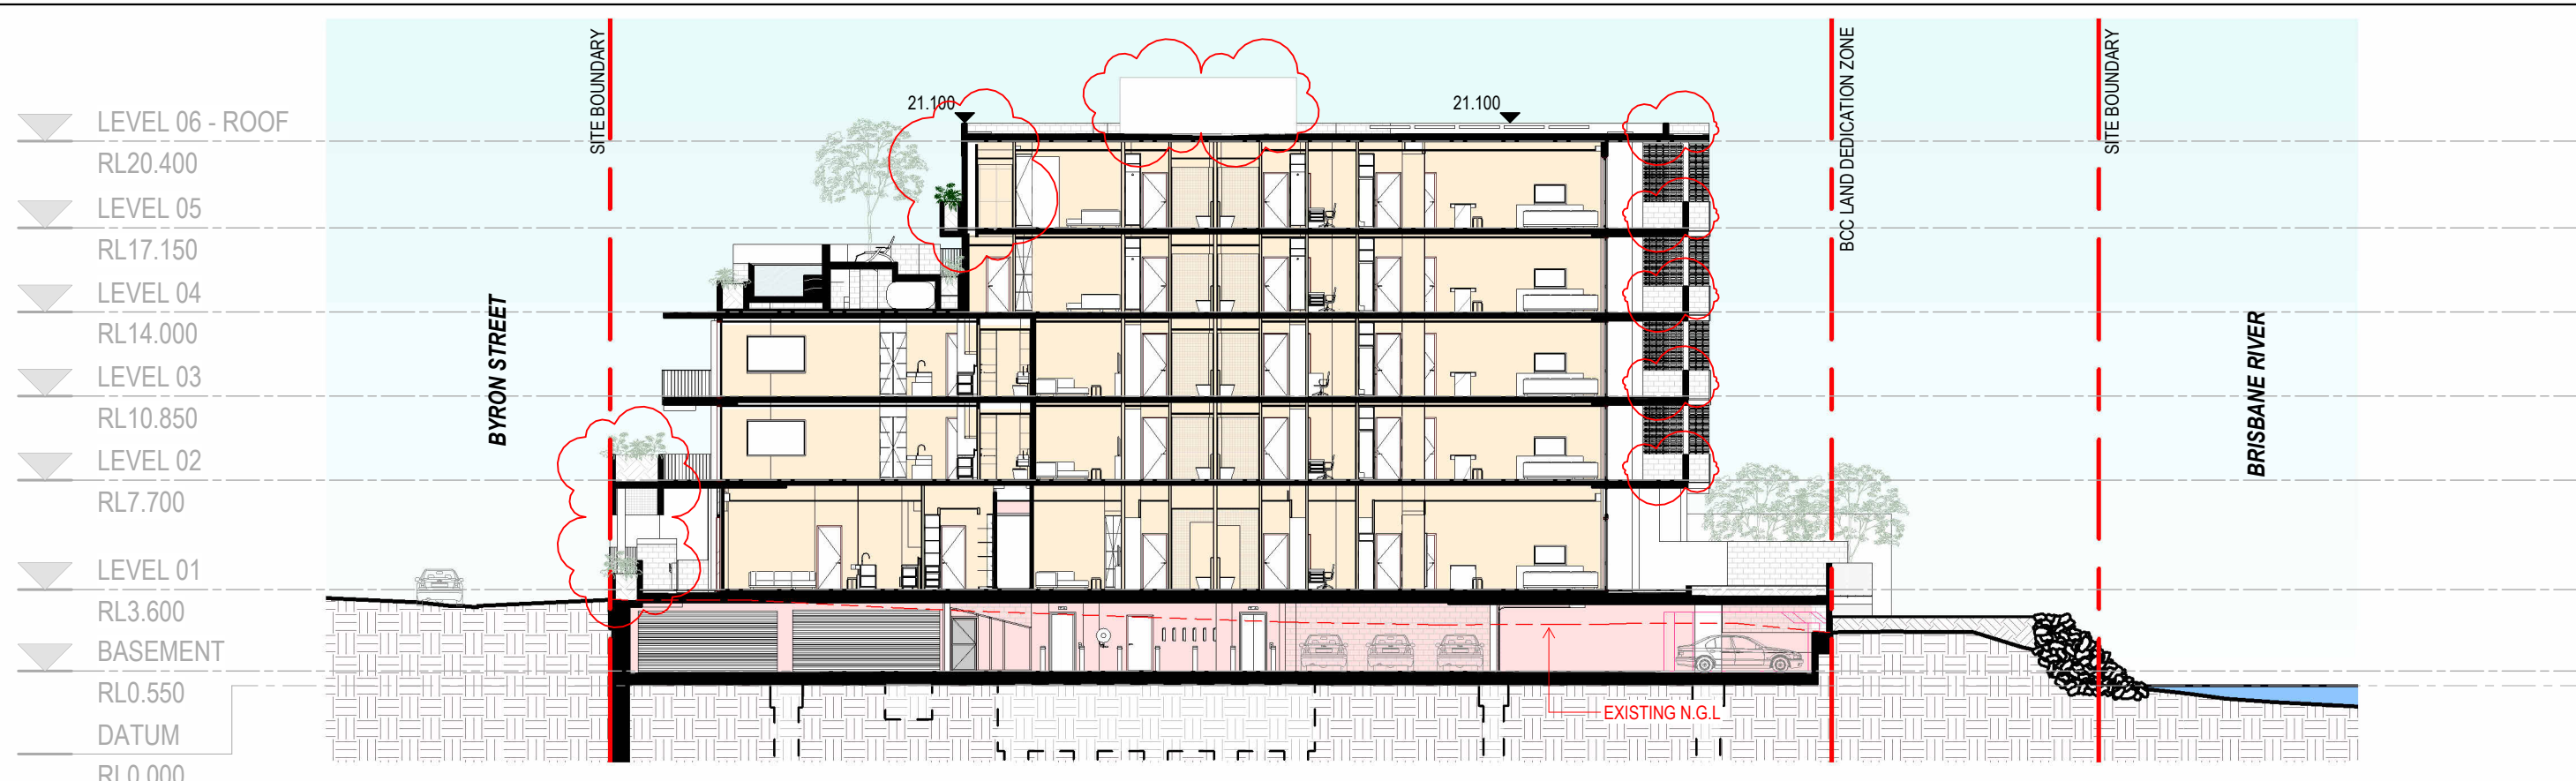 SITE BOUNDARY
BCC LAND DEDICATION ZONE
SITE BOUNDARY
21.100
21.100
LEVEL 06 - ROOF
RL20.400
LEVEL 05
RL17.150
LEVEL 04
RL14.000
LEVEL 03
RL10.850
LEVEL 02
RL7.700
LEVEL 01
RL3.600
BASEMENT
RL0.550
DATUM
RL0.000
BYRON STREET
BRISBANE RIVER
EXISTING N.G.L